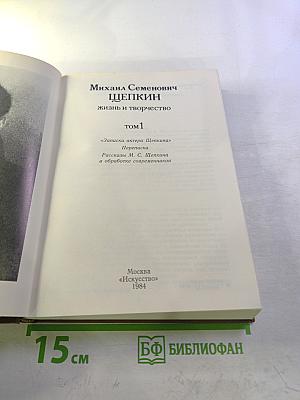 Михаил Семенович
ЩЕПКИН
жизнь и творчество
том 1
«Записки актера Щепкина»
Переписка
Рассказы М. С. Щепкина
в обработке современников
Москва
«Искусство»
1984
15 см
БФ БИБЛИОФАН